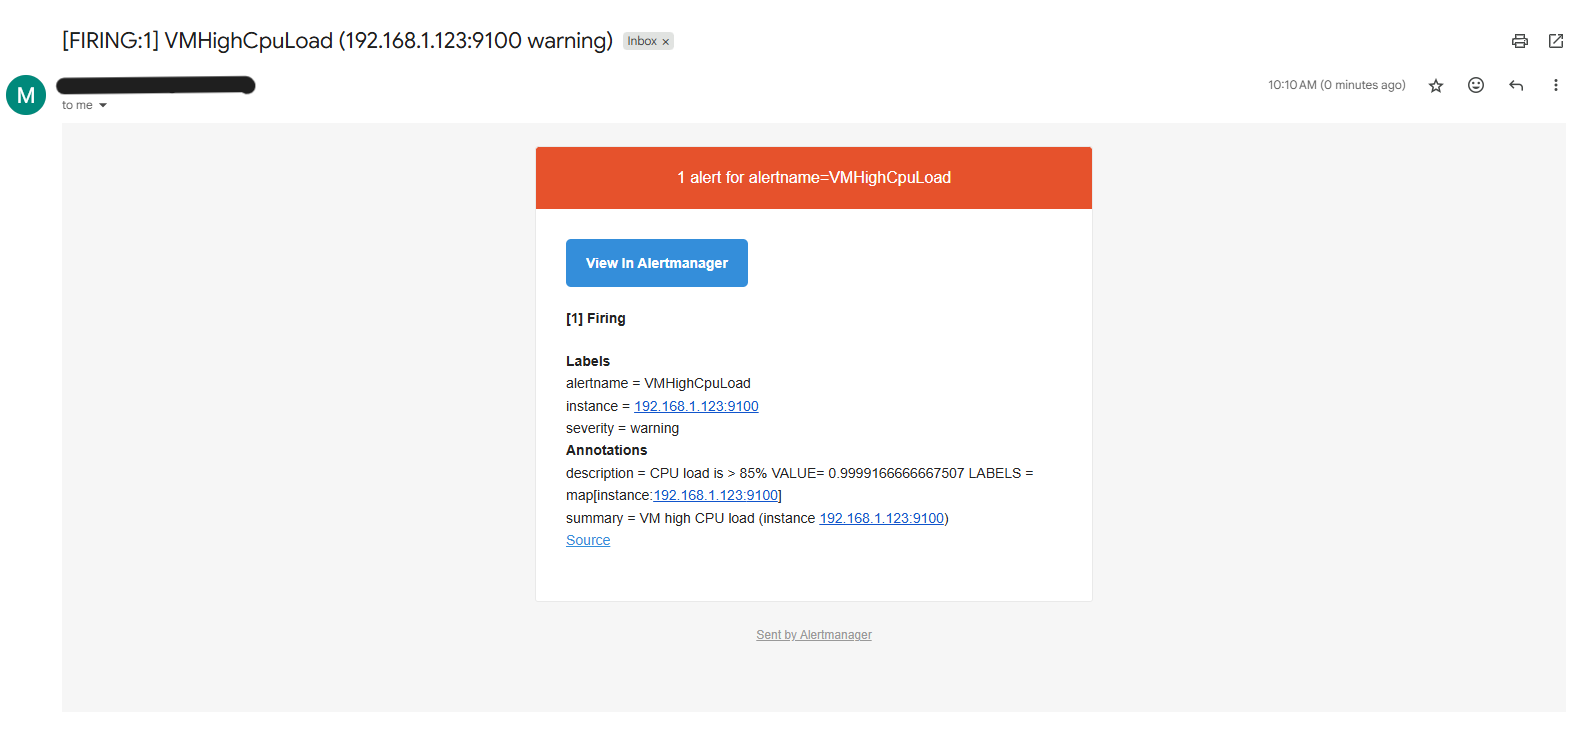 [FIRING:1] VMHighCpuLoad (192.168.1.123:9100 warning) Inbox ×
M
to me
10:10 AM (0 minutes ago)
1 alert for alertname=VMHighCpuLoad
View In Alertmanager
[1] Firing
Labels
alertname = VMHighCpuLoad
instance = 192.168.1.123:9100
severity = warning
Annotations
description = CPU load is > 85% VALUE= 0.9999166666667507 LABELS =
map[instance:192.168.1.123:9100]
summary = VM high CPU load (instance 192.168.1.123:9100)
Source
Sent by Alertmanager